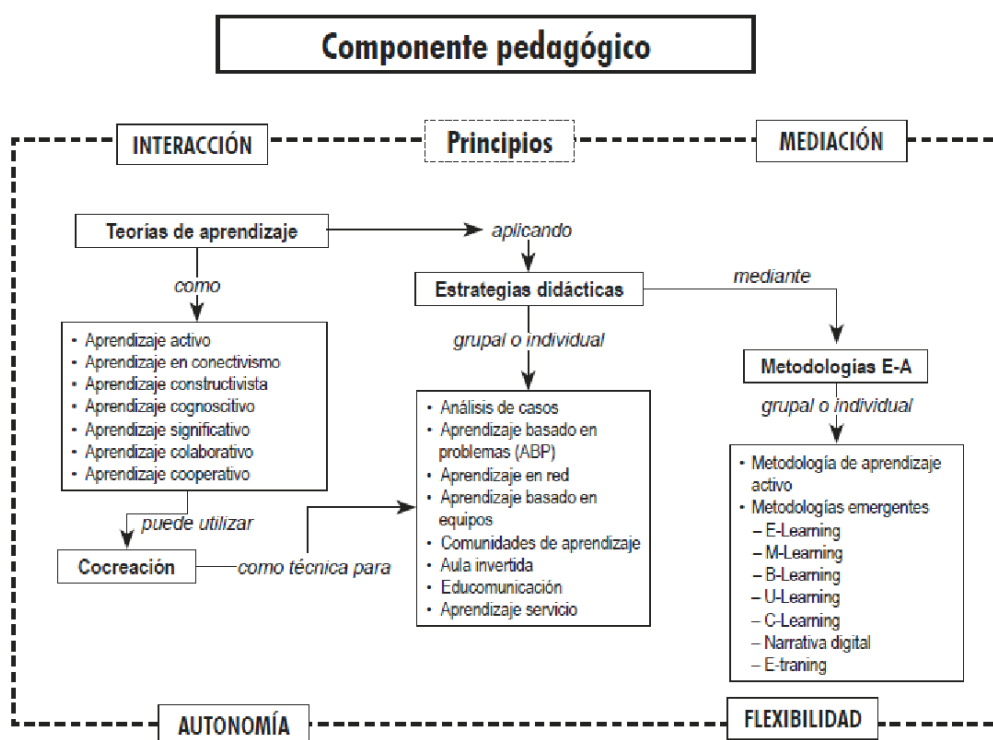 Componente pedagógico
INTERACCIÓN
Principios
MEDIACIÓN
Teorías de aprendizaje
aplicando
como
Estrategias didácticas
mediante
grupal o individual
• Aprendizaje activo
• Aprendizaje en conectivismo
• Aprendizaje constructivista
• Aprendizaje cognoscitivo
• Aprendizaje significativo
• Aprendizaje colaborativo
• Aprendizaje cooperativo
puede utilizar
Cocreación
como técnica para
• Análisis de casos
• Aprendizaje basado en
problemas (ABP)
• Aprendizaje en red
• Aprendizaje basado en
equipos
• Comunidades de aprendizaje
• Aula invertida
• Educomunicación
• Aprendizaje servicio
Metodologías E-A
grupal o individual
• Metodología de aprendizaje
activo
• Metodologías emergentes
– E-Learning
– M-Learning
– B-Learning
– U-Learning
– C-Learning
– Narrativa digital
– E-traning
AUTONOMÍA
FLEXIBILIDAD